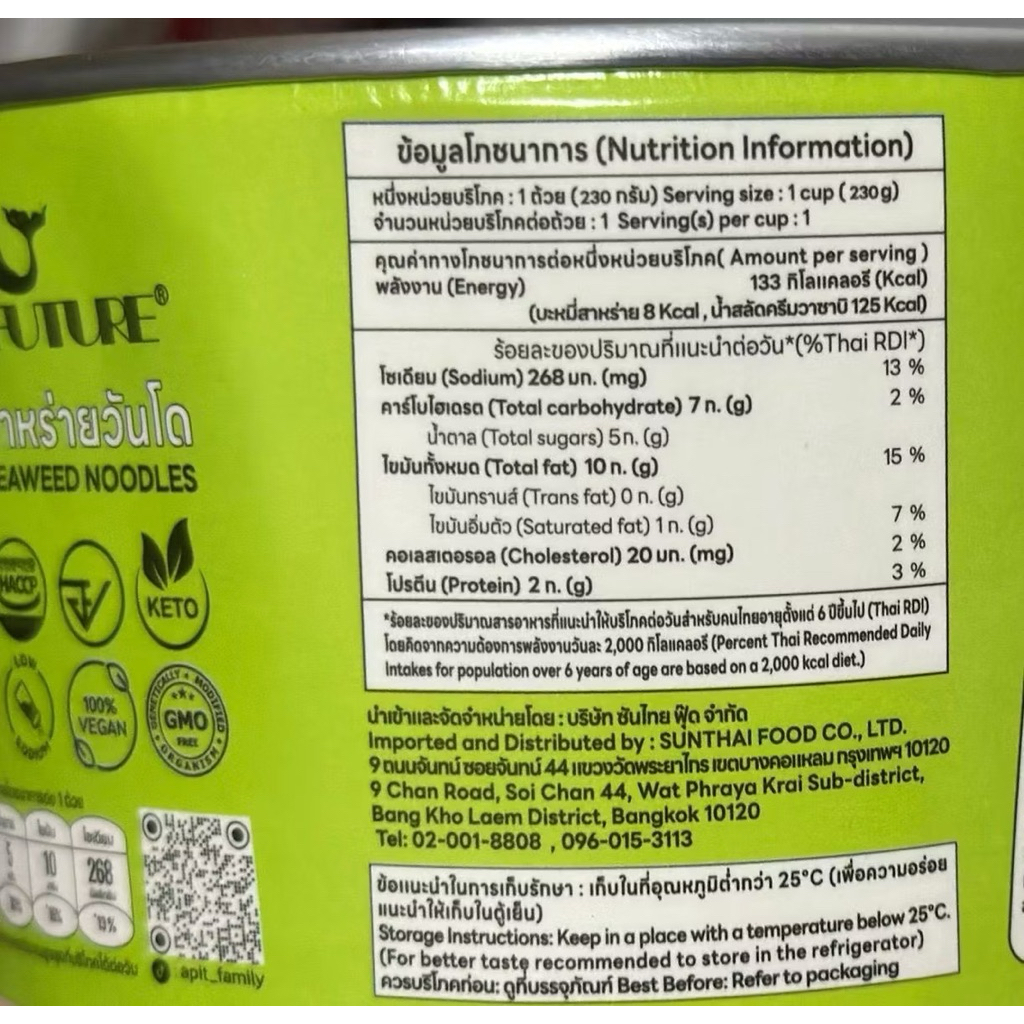 ข้อมูลโภชนาการ (Nutrition Information)
หนึ่งหน่วยบริโภค : 1 ถ้วย (230 กรัม) Serving size : 1 cup ( 230g)
จำนวนหน่วยบริโภคต่อถ้วย : 1 Serving(s) per cup : 1
คุณค่าทางโภชนาการต่อหนึ่งหน่วยบริโภค( Amount per serving )
พลังงาน (Energy) 133 กิโลแคลอรี (Kcal)
(บะหมี่สาหร่าย 8 Kcal , น้ำสลัดครีมวาซาบิ 125 Kcal)
ร้อยละของปริมาณที่แนะนำต่อวัน*(%Thai RDI*)
โซเดียม (Sodium) 268 มก. (mg) 13 %
คาร์โบไฮเดรต (Total carbohydrate) 7 ก. (g) 2 %
น้ำตาล (Total sugars) 5 ก. (g)
ไขมันทั้งหมด (Total fat) 10 ก. (g) 15 %
ไขมันทรานส์ (Trans fat) 0 ก. (g)
ไขมันอิ่มตัว (Saturated fat) 1 ก. (g) 7 %
คอเลสเตอรอล (Cholesterol) 20 มก. (mg) 2 %
โปรตีน (Protein) 2 ก. (g) 3 %
*ร้อยละของปริมาณสารอาหารที่แนะนำให้บริโภคต่อวันสำหรับคนไทยอายุตั้งแต่ 6 ปีขึ้นไป (Thai RDI)
โดยคิดจากความต้องการพลังงานวันละ 2,000 กิโลแคลอรี (Percent Thai Recommended Daily
Intakes for population over 6 years of age are based on a 2,000 kcal diet.)
นำเข้าและจัดจำหน่ายโดย : บริษัท ซันไทย ฟู้ด จำกัด
Imported and Distributed by : SUNTHAI FOOD CO., LTD.
9 ถนนจันทน์ ซอยจันทน์ 44 แขวงวัดพระยาไกร เขตบางคอแหลม กรุงเทพฯ 10120
9 Chan Road, Soi Chan 44, Wat Phraya Krai Sub-district,
Bang Kho Laem District, Bangkok 10120
Tel: 02-001-8808 , 096-015-3113
ข้อแนะนำในการเก็บรักษา : เก็บในที่อุณหภูมิต่ำกว่า 25°C (เพื่อความอร่อย
แนะนำให้เก็บในตู้เย็น)
Storage Instructions: Keep in a place with a temperature below 25°C.
(For better taste recommended to store in the refrigerator)
ควรบริโภคก่อน: ดูที่บรรจุภัณฑ์ Best Before: Refer to packaging
FUTURE®
าหร่ายวันโด
EAWEED NOODLES
HACCP
KETO
LOW
SODIUM
100%
VEGAN
GENETICALLY MODIFIED
GMO
FREE
ORGANISM
10
268
13%
apit_family